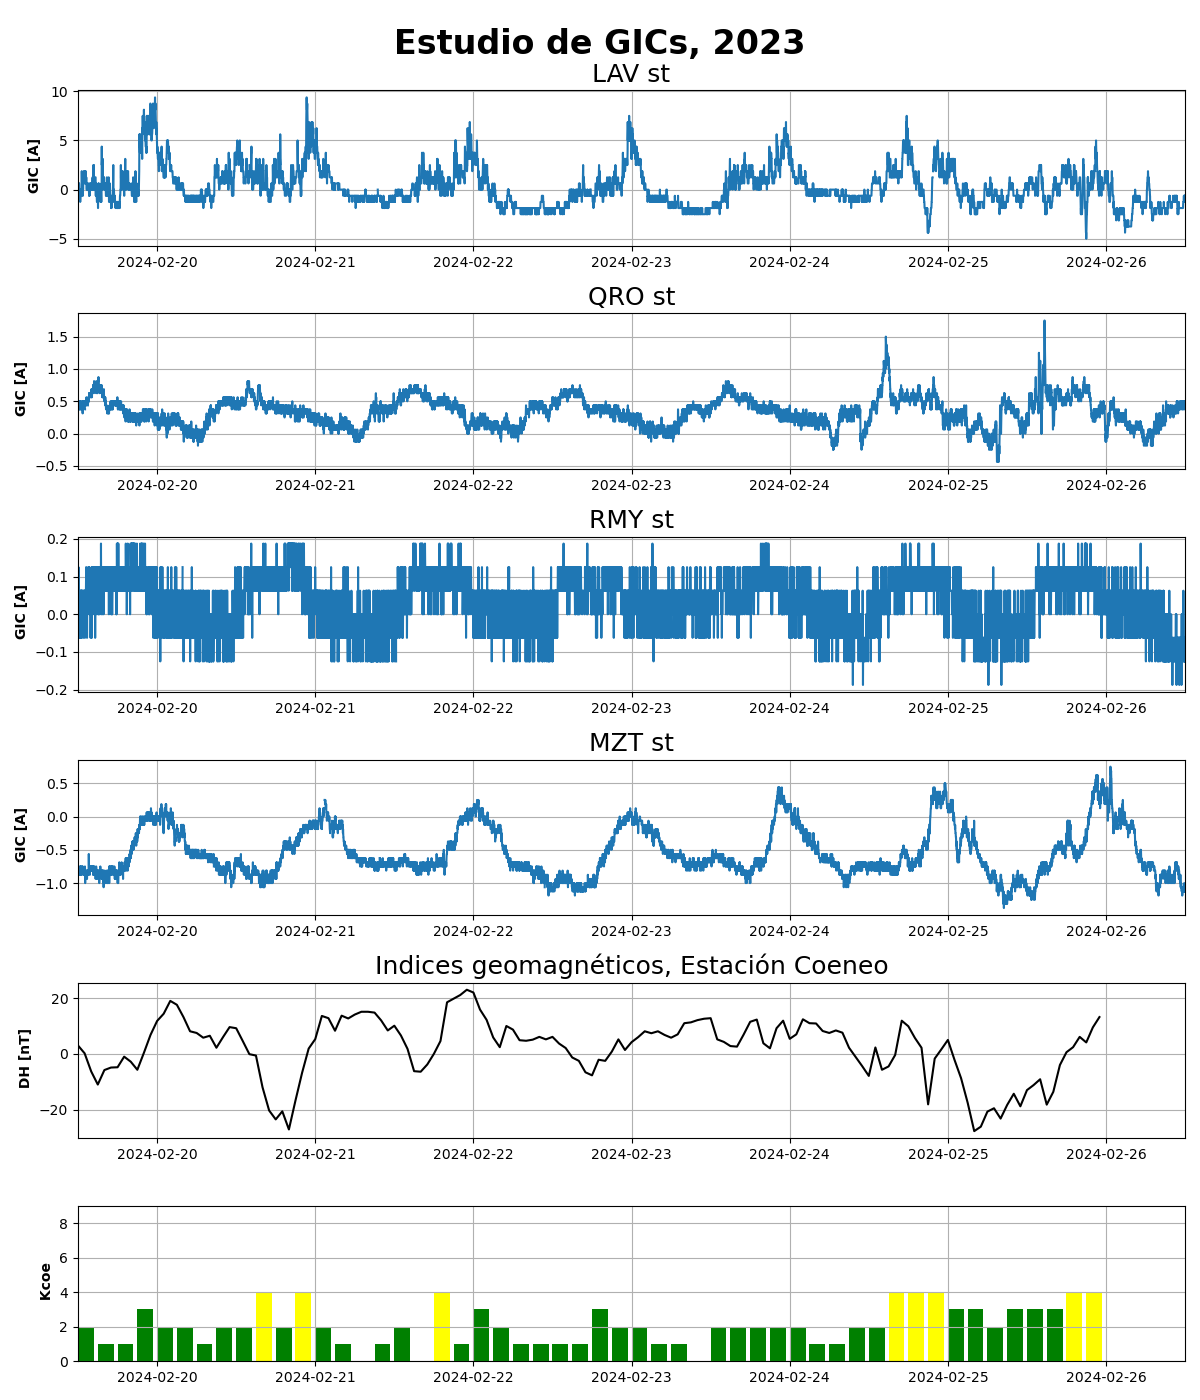 Estudio de GICs, 2023
LAV st
GIC [A]
10
5
0
−5
2024-02-20 2024-02-21 2024-02-22 2024-02-23 2024-02-24 2024-02-25 2024-02-26
QRO st
GIC [A]
1.5
1.0
0.5
0.0
−0.5
2024-02-20 2024-02-21 2024-02-22 2024-02-23 2024-02-24 2024-02-25 2024-02-26
RMY st
GIC [A]
0.2
0.1
0.0
−0.1
−0.2
2024-02-20 2024-02-21 2024-02-22 2024-02-23 2024-02-24 2024-02-25 2024-02-26
MZT st
GIC [A]
0.5
0.0
−0.5
−1.0
2024-02-20 2024-02-21 2024-02-22 2024-02-23 2024-02-24 2024-02-25 2024-02-26
Indices geomagnéticos, Estación Coeneo
DH [nT]
20
0
−20
2024-02-20 2024-02-21 2024-02-22 2024-02-23 2024-02-24 2024-02-25 2024-02-26
Kcoe
8
6
4
2
0
2024-02-20 2024-02-21 2024-02-22 2024-02-23 2024-02-24 2024-02-25 2024-02-26